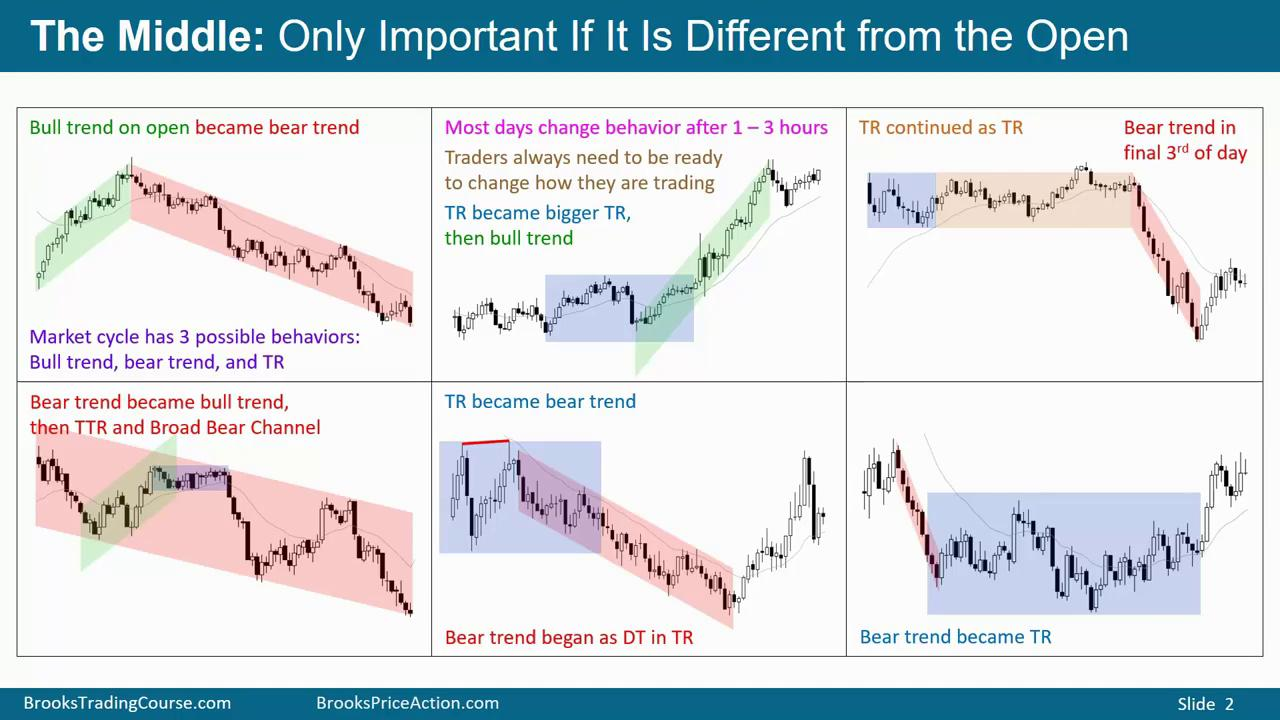 The Middle: Only Important If It Is Different from the Open
Bull trend on open became bear trend
Market cycle has 3 possible behaviors:
Bull trend, bear trend, and TR
Most days change behavior after 1 – 3 hours
Traders always need to be ready
to change how they are trading
TR became bigger TR,
then bull trend
TR continued as TR
Bear trend in
final 3rd of day
Bear trend became bull trend,
then TTR and Broad Bear Channel
TR became bear trend
Bear trend began as DT in TR
Bear trend became TR
BrooksTradingCourse.com
BrooksPriceAction.com
Slide 2